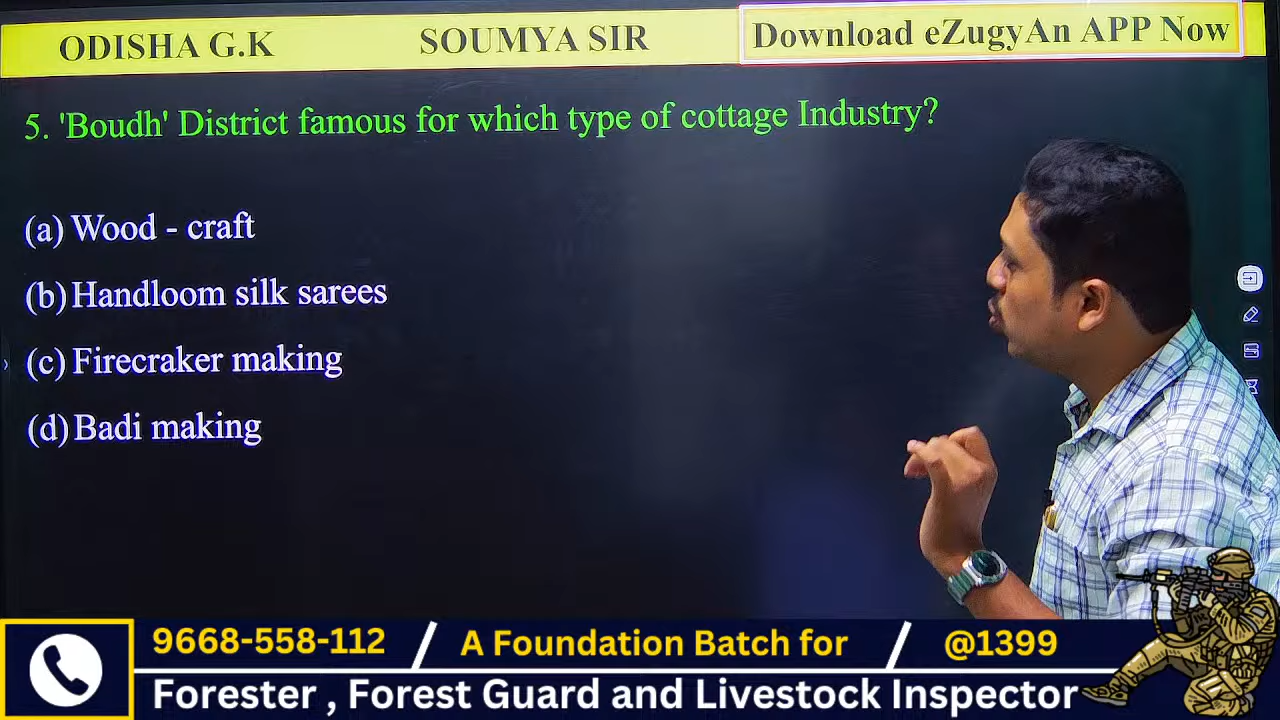 ODISHA G.K SOUMYA SIR Download eZugyAn APP Now
5. 'Boudh' District famous for which type of cottage Industry?
(a) Wood - craft
(b) Handloom silk sarees
(c) Firecraker making
(d) Badi making
9668-558-112 / A Foundation Batch for / @1399
Forester , Forest Guard and Livestock Inspector